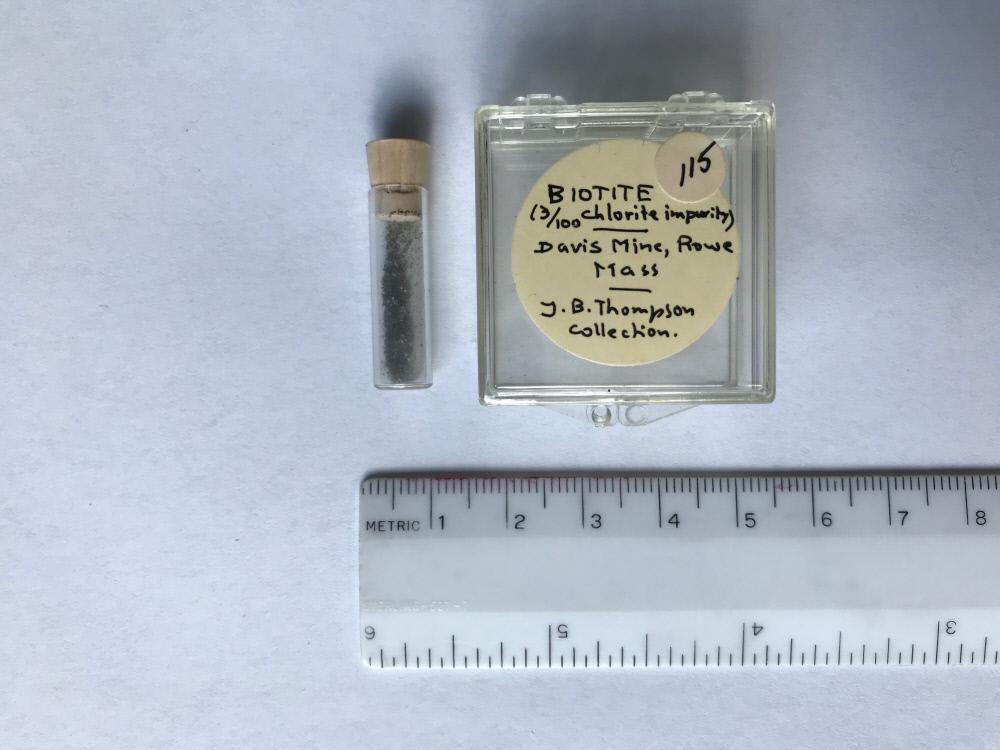 115
BIOTITE
(3/100 chlorite impurity)
Davis Mine, Rowe
Mass
J.B. Thompson
Collection.
METRIC 1 2 3 4 5 6 7 8
6 5 4 3